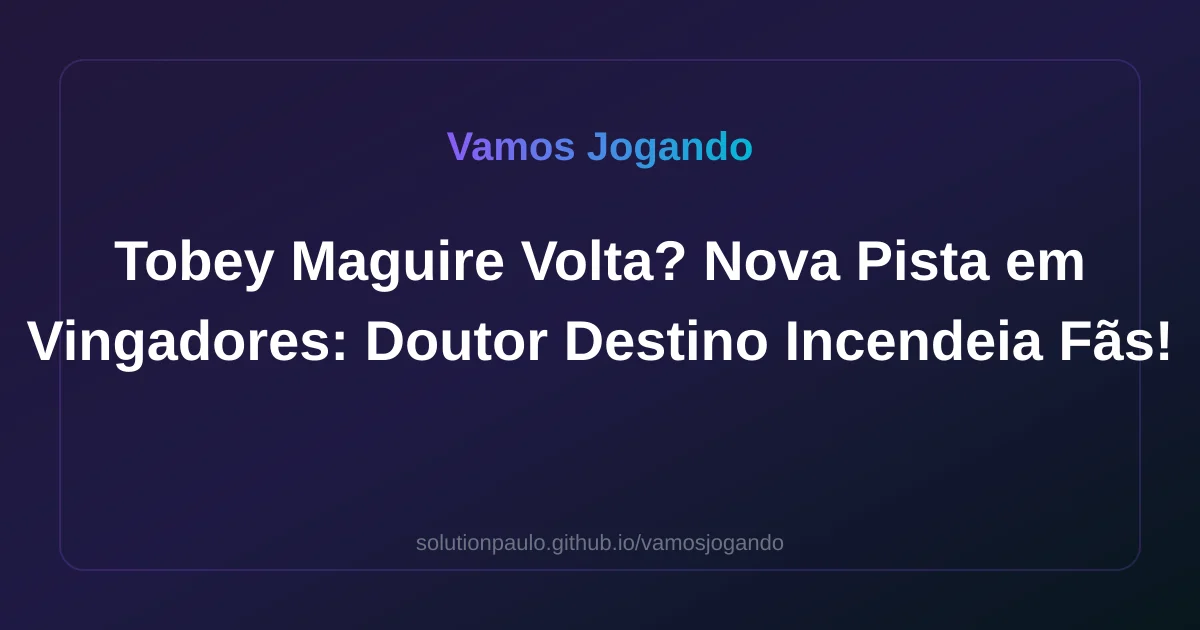 Vamos Jogando
Tobey Maguire Volta? Nova Pista em
Vingadores: Doutor Destino Incendeia Fãs!
solutionpaulo.github.io/vamosjogando